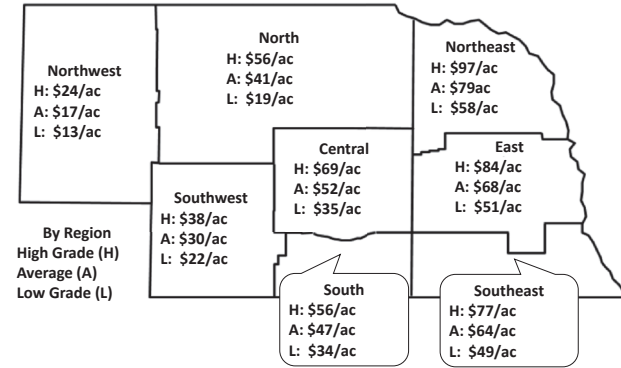 Northwest
H: $24/ac
A: $17/ac
L: $13/ac
North
H: $56/ac
A: $41/ac
L: $19/ac
Northeast
H: $97/ac
A: $79/ac
L: $58/ac
Central
H: $69/ac
A: $52/ac
L: $35/ac
East
H: $84/ac
A: $68/ac
L: $51/ac
Southwest
H: $38/ac
A: $30/ac
L: $22/ac
By Region
High Grade (H)
Average (A)
Low Grade (L)
South
H: $56/ac
A: $47/ac
L: $34/ac
Southeast
H: $77/ac
A: $64/ac
L: $49/ac